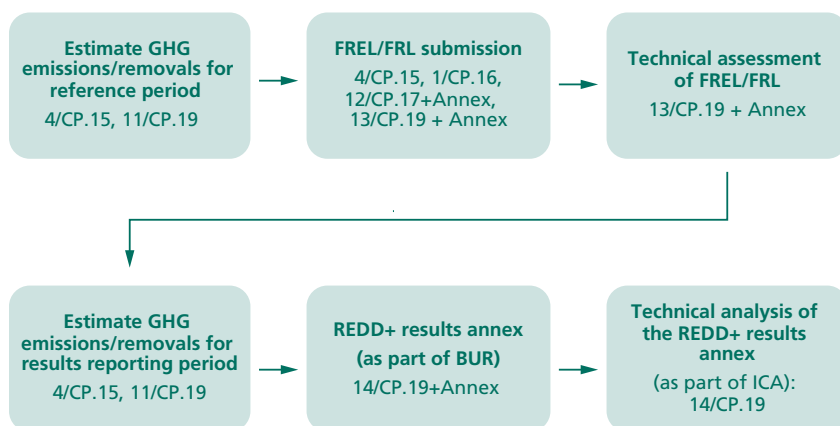 Estimate GHG
emissions/removals for
reference period
4/CP.15, 11/CP.19
FREL/FRL submission
4/CP.15, 1/CP.16,
12/CP.17+Annex,
13/CP.19 + Annex
Technical assessment
of FREL/FRL
13/CP.19 + Annex
Estimate GHG
emissions/removals for
results reporting period
4/CP.15, 11/CP.19
REDD+ results annex
(as part of BUR)
14/CP.19+Annex
Technical analysis of
the REDD+ results
annex
(as part of ICA):
14/CP.19